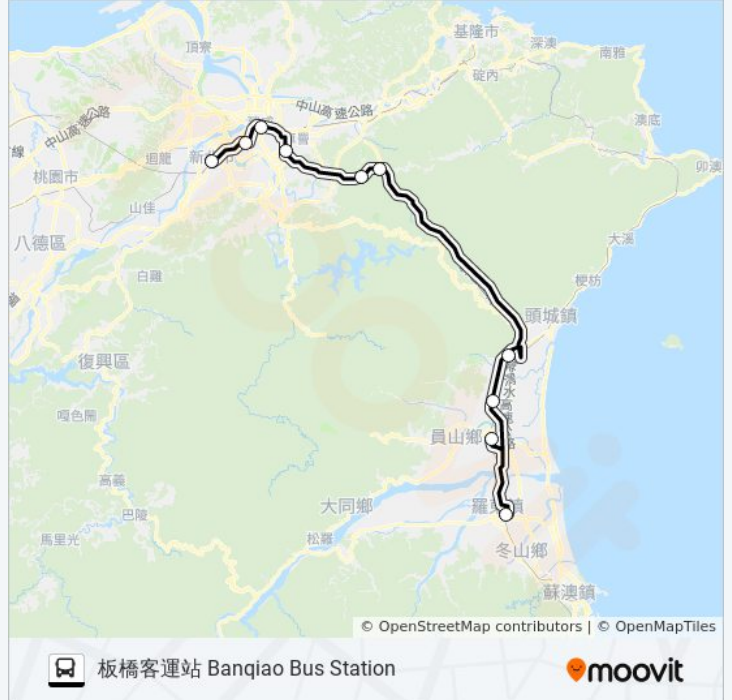 頂寮
基隆市
深澳
南雅
碇內
中山高速公路
中山高速公路
澳底
迴龍
卯澳
桃園市
山佳
八德區
大溪
白雞
梗枋
頭城鎮
復興區
嘎色鬧
員山鄉
高義
大同鄉
巴陵
松羅
馬里光
冬山鄉
蘇澳鎮
© OpenStreetMap contributors | © OpenMapTiles
板橋客運站 Banqiao Bus Station
moovit